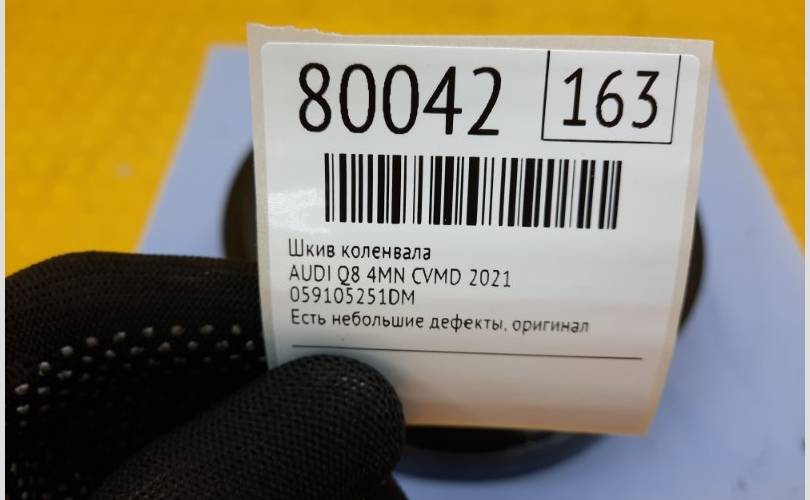 80042 163
Шкив коленвала
AUDI Q8 4MN CVMD 2021
059105251DM
Есть небольшие дефекты, оригинал